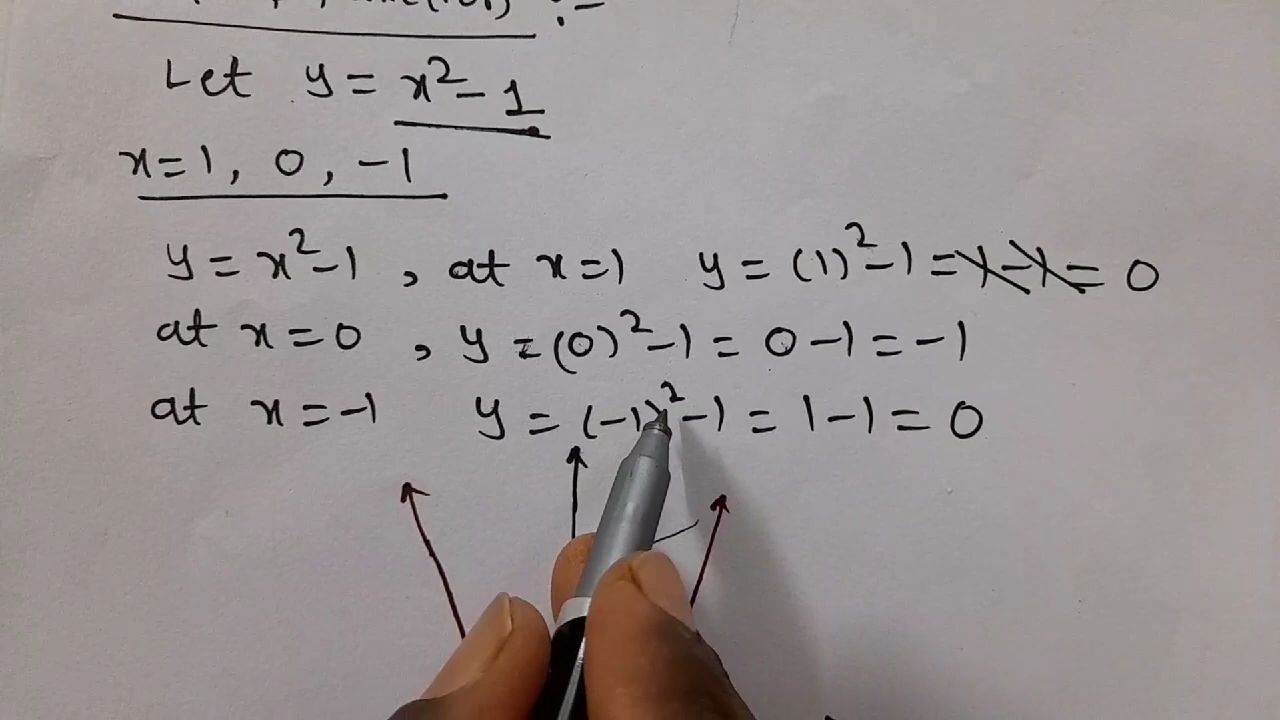 Let y = x² - 1
x = 1, 0, -1
y = x² - 1 , at x = 1 y = (1)² - 1 = 1 - 1 = 0
at x = 0 , y = (0)² - 1 = 0 - 1 = -1
at x = -1 y = (-1)² - 1 = 1 - 1 = 0